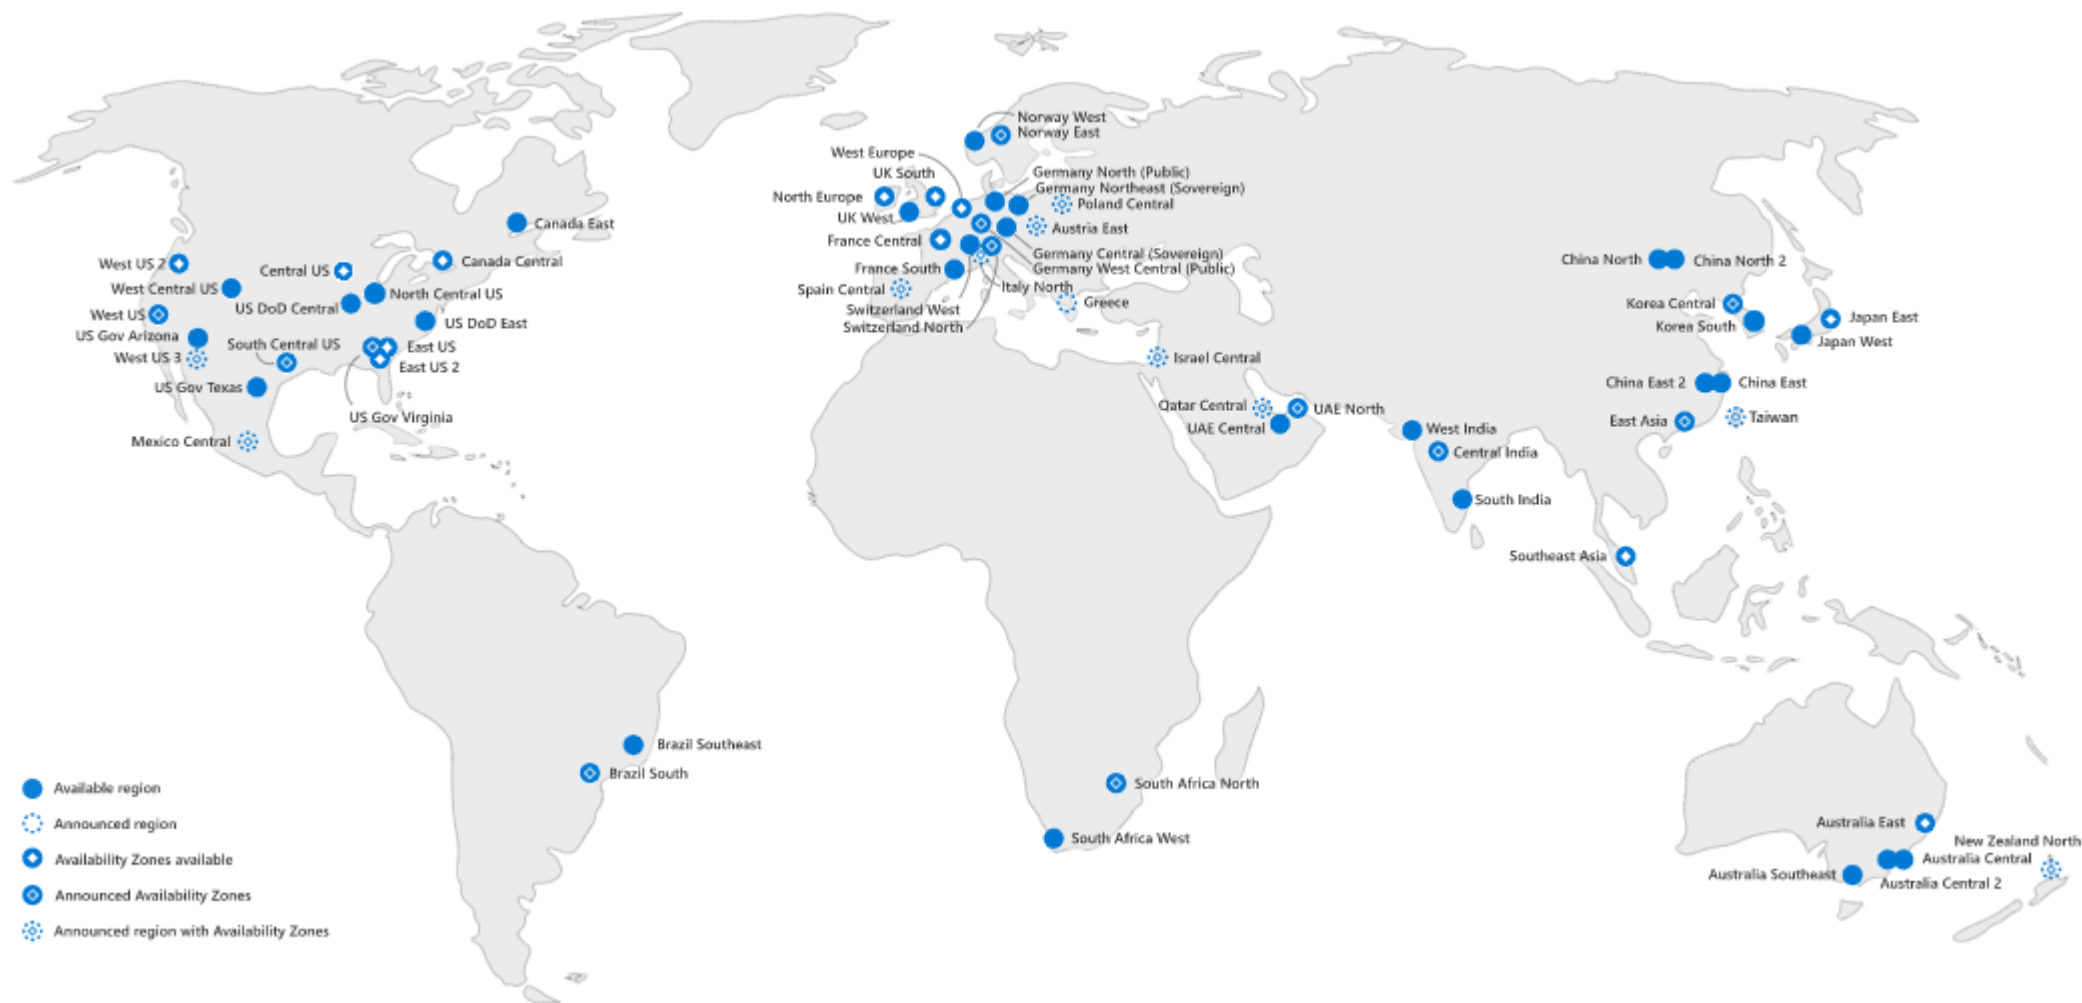 Norway West
Norway East
West Europe
UK South
North Europe
UK West
France Central
France South
Spain Central
Switzerland West
Switzerland North
Germany North (Public)
Germany Northeast (Sovereign)
Poland Central
Austria East
Germany Central (Sovereign)
Germany West Central (Public)
Italy North
Greece
Canada East
Canada Central
West US 2
Central US
West Central US
North Central US
US DoD Central
West US
US DoD East
US Gov Arizona
South Central US
East US
West US 3
East US 2
US Gov Texas
US Gov Virginia
Mexico Central
Israel Central
Qatar Central
UAE North
UAE Central
West India
Central India
South India
China North
China North 2
Korea Central
Korea South
Japan East
Japan West
China East 2
China East
East Asia
Taiwan
Southeast Asia
Brazil Southeast
Brazil South
South Africa North
South Africa West
Australia East
New Zealand North
Australia Central
Australia Southeast
Australia Central 2
Available region
Announced region
Availability Zones available
Announced Availability Zones
Announced region with Availability Zones